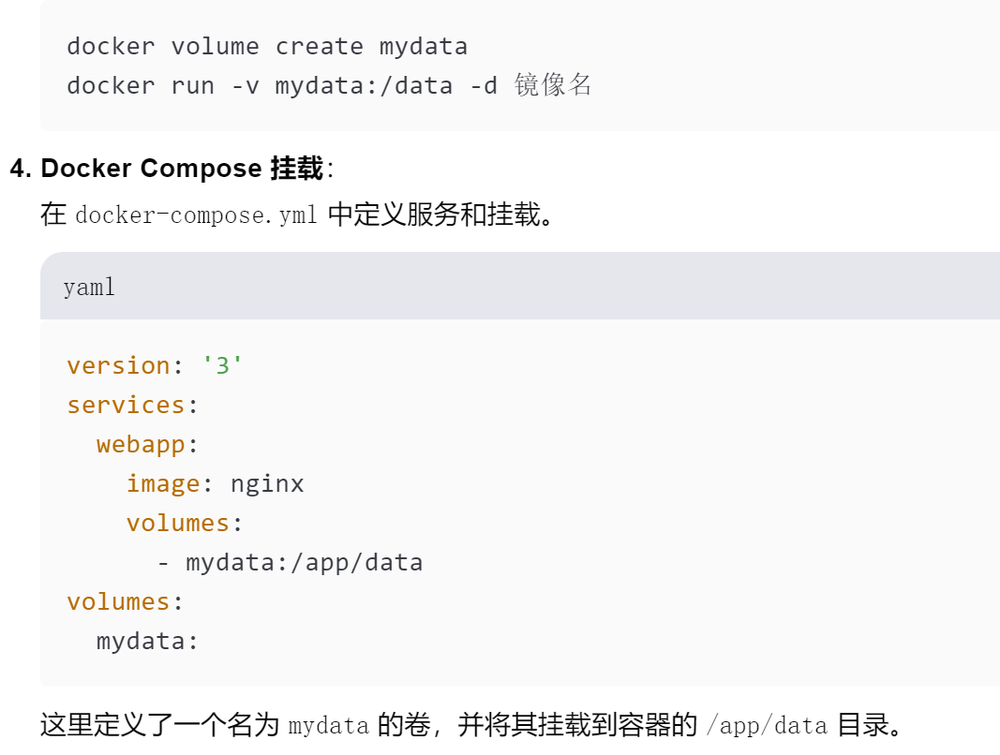 docker volume create mydata
docker run -v mydata:/data -d 镜像名
4. Docker Compose 挂载：
在 docker-compose.yml 中定义服务和挂载。
yaml
version: '3'
services:
  webapp:
    image: nginx
    volumes:
      - mydata:/app/data
volumes:
  mydata:
这里定义了一个名为 mydata 的卷，并将其挂载到容器的 /app/data 目录。